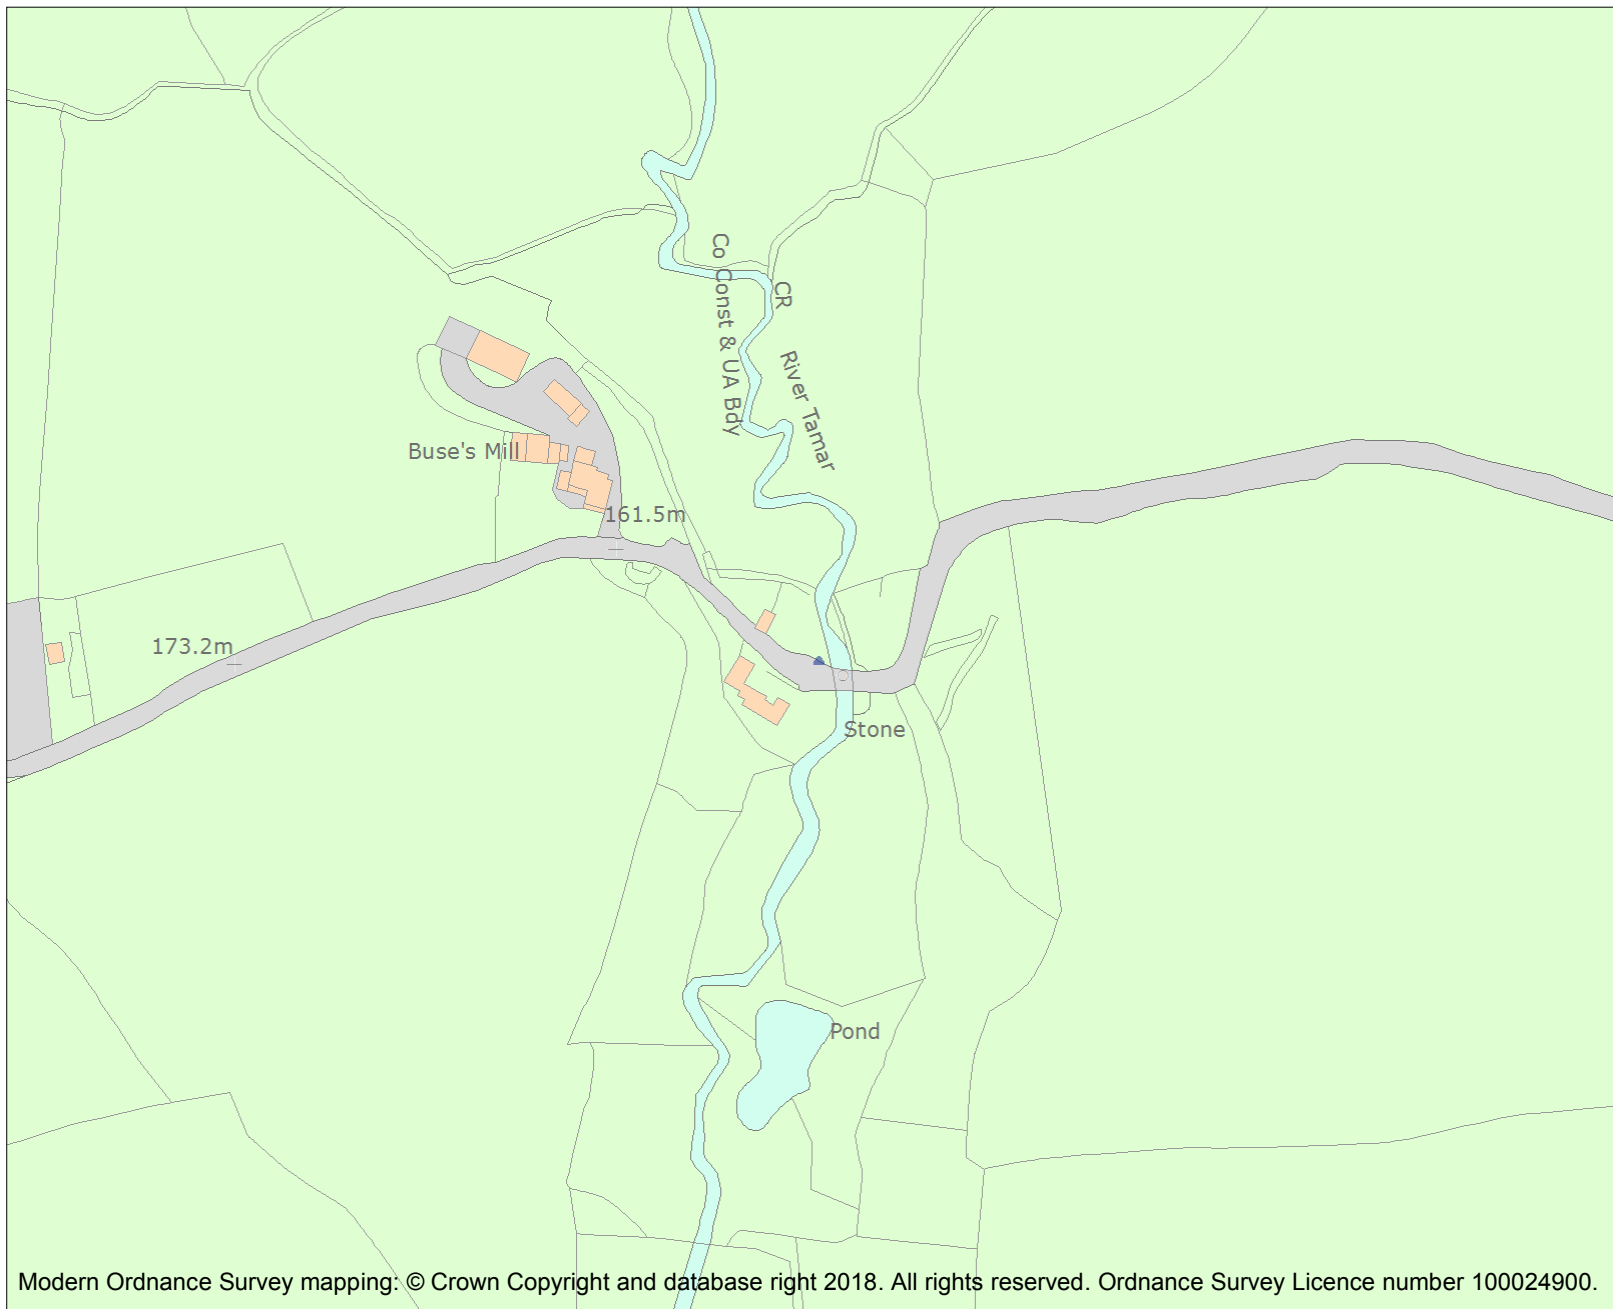 Co Const & UA Bdy
CR
River Tamar
Buse's Mill
161.5m
173.2m
Stone
Pond
Modern Ordnance Survey mapping: © Crown Copyright and database right 2018. All rights reserved. Ordnance Survey Licence number 100024900.